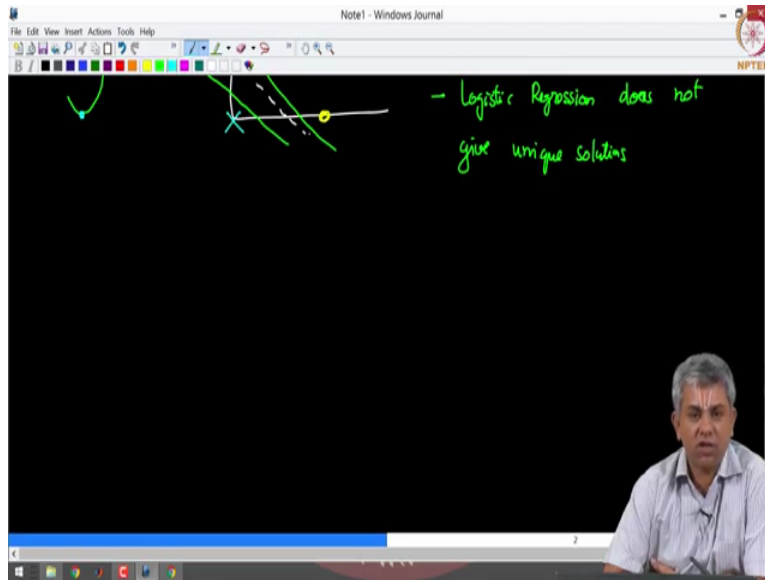 Note1 - Windows Journal
File Edit View Insert Actions Tools Help
B I
NPTEL
- Logistic Regression does not
give unique solutions
2